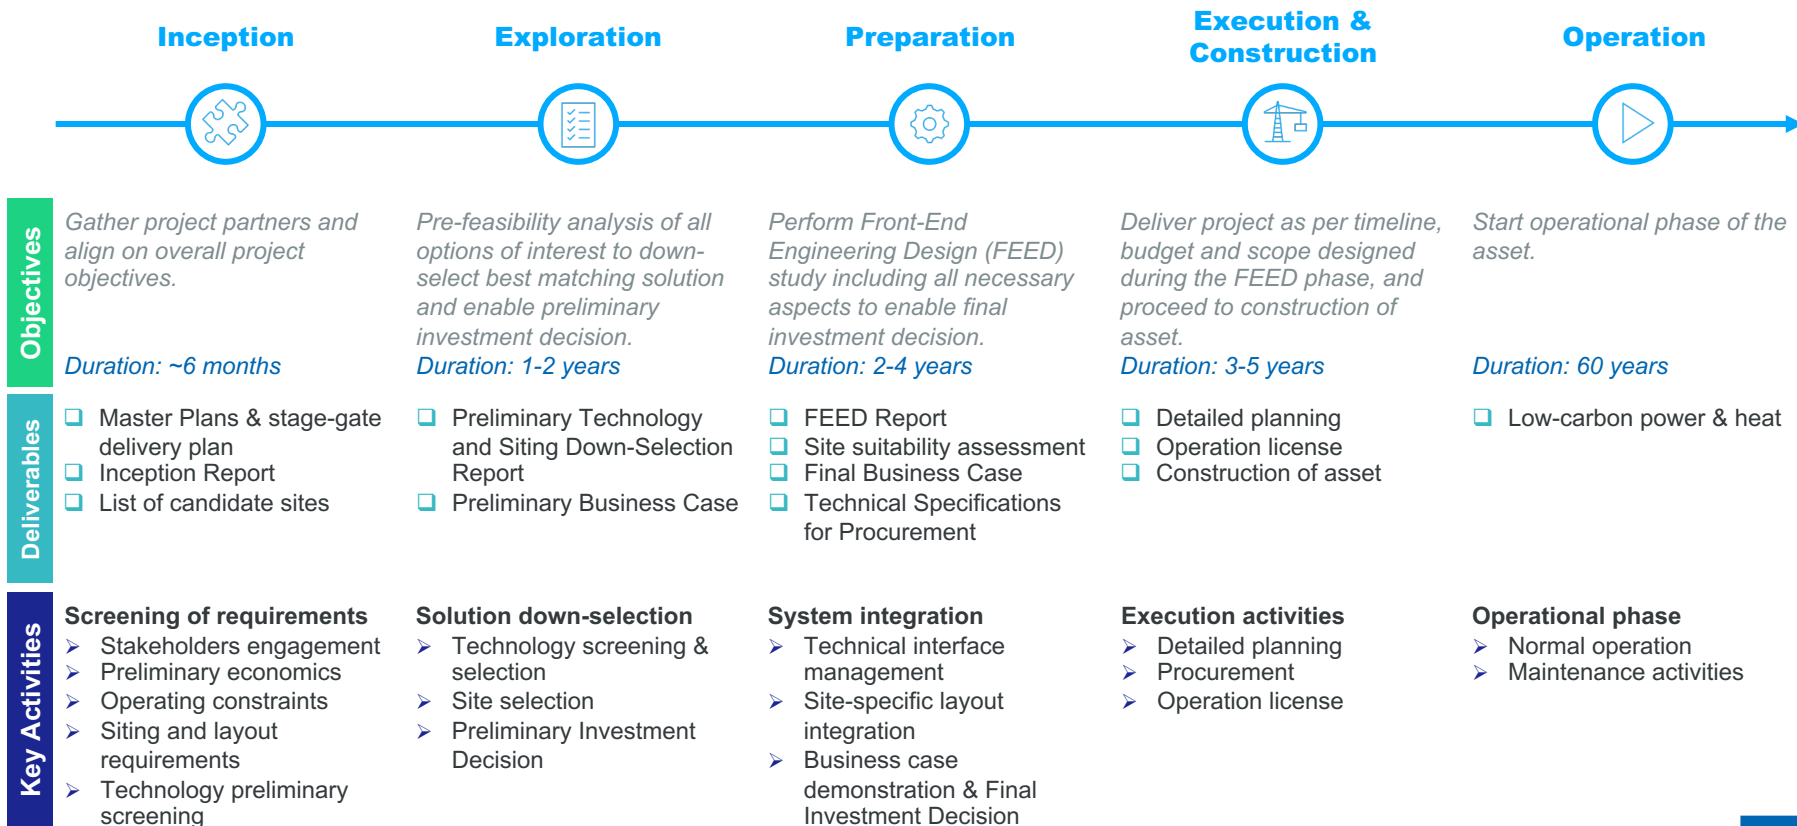 Inception
Exploration
Preparation
Execution &
Construction
Operation
Objectives
Gather project partners and
align on overall project
objectives.
Duration: ~6 months
Pre-feasibility analysis of all
options of interest to down-
select best matching solution
and enable preliminary
investment decision.
Duration: 1-2 years
Perform Front-End
Engineering Design (FEED)
study including all necessary
aspects to enable final
investment decision.
Duration: 2-4 years
Deliver project as per timeline,
budget and scope designed
during the FEED phase, and
proceed to construction of
asset.
Duration: 3-5 years
Start operational phase of the
asset.
Duration: 60 years
Deliverables
❑ Master Plans & stage-gate
delivery plan
❑ Inception Report
❑ List of candidate sites
❑ Preliminary Technology
and Siting Down-Selection
Report
❑ Preliminary Business Case
❑ FEED Report
❑ Site suitability assessment
❑ Final Business Case
❑ Technical Specifications
for Procurement
❑ Detailed planning
❑ Operation license
❑ Construction of asset
❑ Low-carbon power & heat
Key Activities
Screening of requirements
➢ Stakeholders engagement
➢ Preliminary economics
➢ Operating constraints
➢ Siting and layout
requirements
➢ Technology preliminary
screening
Solution down-selection
➢ Technology screening &
selection
➢ Site selection
➢ Preliminary Investment
Decision
System integration
➢ Technical interface
management
➢ Site-specific layout
integration
➢ Business case
demonstration & Final
Investment Decision
Execution activities
➢ Detailed planning
➢ Procurement
➢ Operation license
Operational phase
➢ Normal operation
➢ Maintenance activities